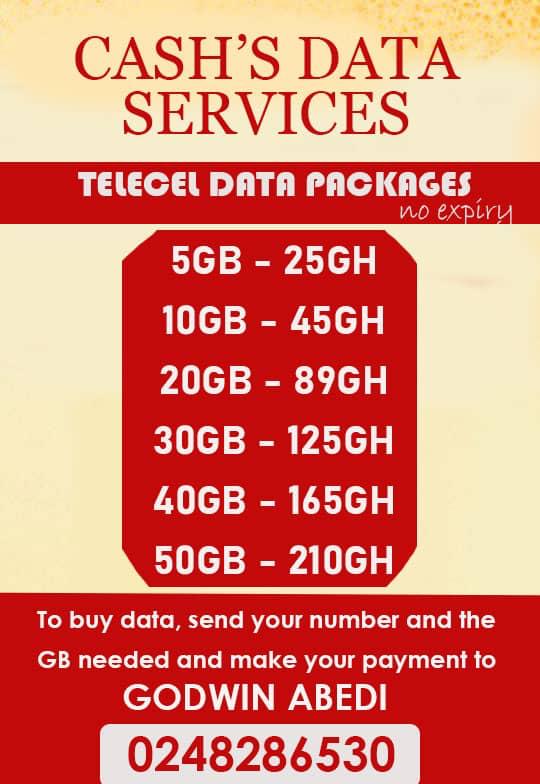 CASH'S DATA
SERVICES
TELECEL DATA PACKAGES
no expiry
5GB - 25GH
10GB - 45GH
20GB - 89GH
30GB - 125GH
40GB - 165GH
50GB - 210GH
To buy data, send your number and the
GB needed and make your payment to
GODWIN ABEDI
0248286530